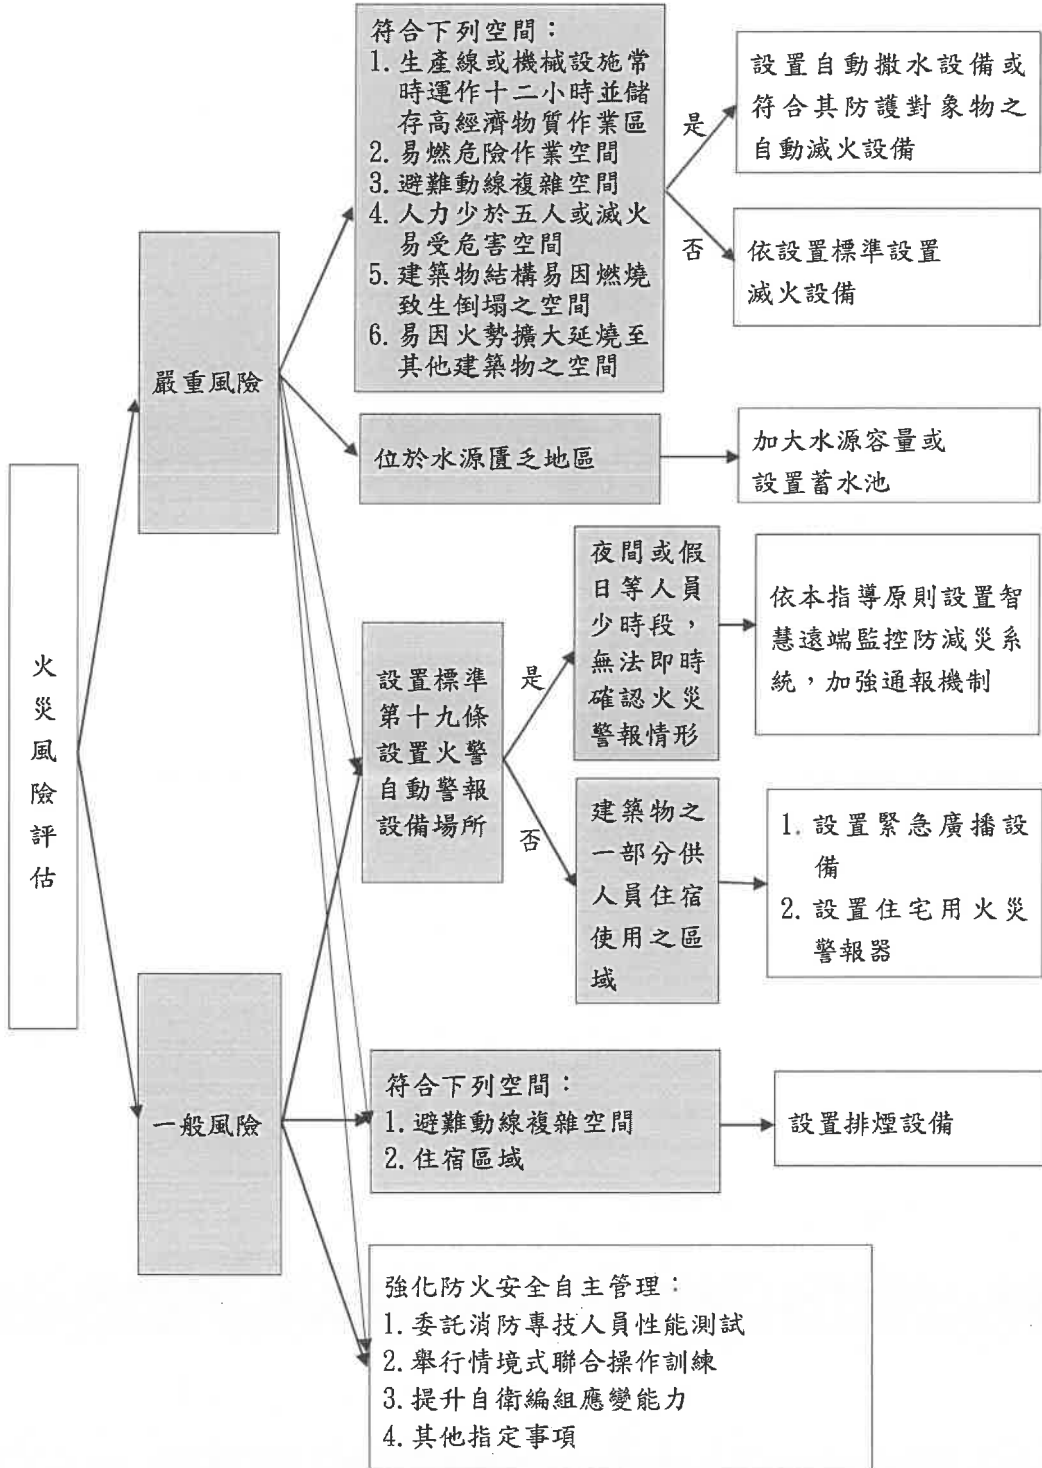 火
災
風
險
評
估
嚴重風險
一般風險
符合下列空間：
1. 生產線或機械設施常
時運作十二小時並儲
存高經濟物質作業區
2. 易燃危險作業空間
3. 避難動線複雜空間
4. 人力少於五人或滅火
易受危害空間
5. 建築物結構易因燃燒
致生倒塌之空間
6. 易因火勢擴大延燒至
其他建築物之空間
是
否
設置自動撒水設備或
符合其防護對象物之
自動滅火設備
依設置標準設置
滅火設備
位於水源匱乏地區
加大水源容量或
設置蓄水池
設置標準
第十九條
設置火警
自動警報
設備場所
是
否
夜間或假
日等人員
少時段，
無法即時
確認火災
警報情形
依本指導原則設置智
慧遠端監控防減災系
統，加強通報機制
建築物之
一部分供
人員住宿
使用之區
域
1. 設置緊急廣播設
備
2. 設置住宅用火災
警報器
符合下列空間：
1. 避難動線複雜空間
2. 住宿區域
設置排煙設備
強化防火安全自主管理：
1. 委託消防專技人員性能測試
2. 舉行情境式聯合操作訓練
3. 提升自衛編組應變能力
4. 其他指定事項